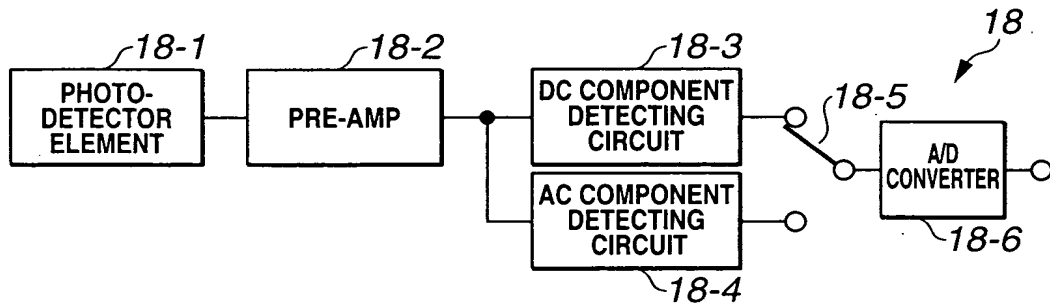 18
18-1
18-2
18-3
PHOTO-
DETECTOR
ELEMENT
PRE-AMP
DC COMPONENT
DETECTING
CIRCUIT
18-5
A/D
CONVERTER
AC COMPONENT
DETECTING
CIRCUIT
18-6
18-4